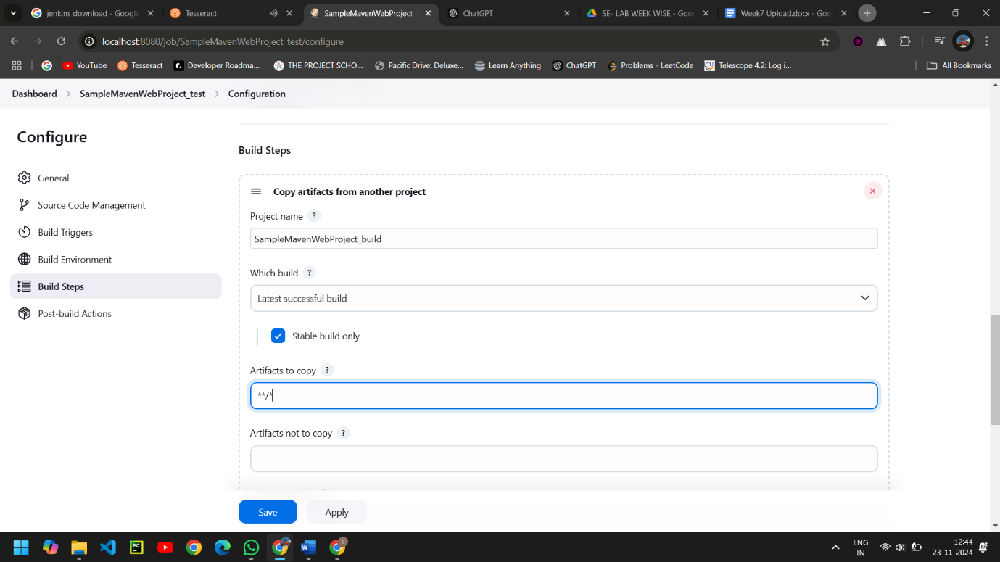 jenkins download - Google
Tesseract
SampleMavenWebProject_
ChatGPT
SE- LAB WEEK WISE - Goo
Week7 Upload.docx - Goo
localhost:8080/job/SampleMavenWebProject_test/configure
YouTube
Tesseract
Developer Roadma...
THE PROJECT SCHO...
Pacific Drive: Deluxe...
Learn Anything
ChatGPT
Problems - LeetCode
Telescope 4.2: Log i...
All Bookmarks
Dashboard > SampleMavenWebProject_test > Configuration
Configure
General
Source Code Management
Build Triggers
Build Environment
Build Steps
Post-build Actions
Build Steps
Copy artifacts from another project
Project name ?
SampleMavenWebProject_build
Which build ?
Latest successful build
Stable build only
Artifacts to copy ?
**/*
Artifacts not to copy ?
Save
Apply
ENG
IN
12:44
23-11-2024